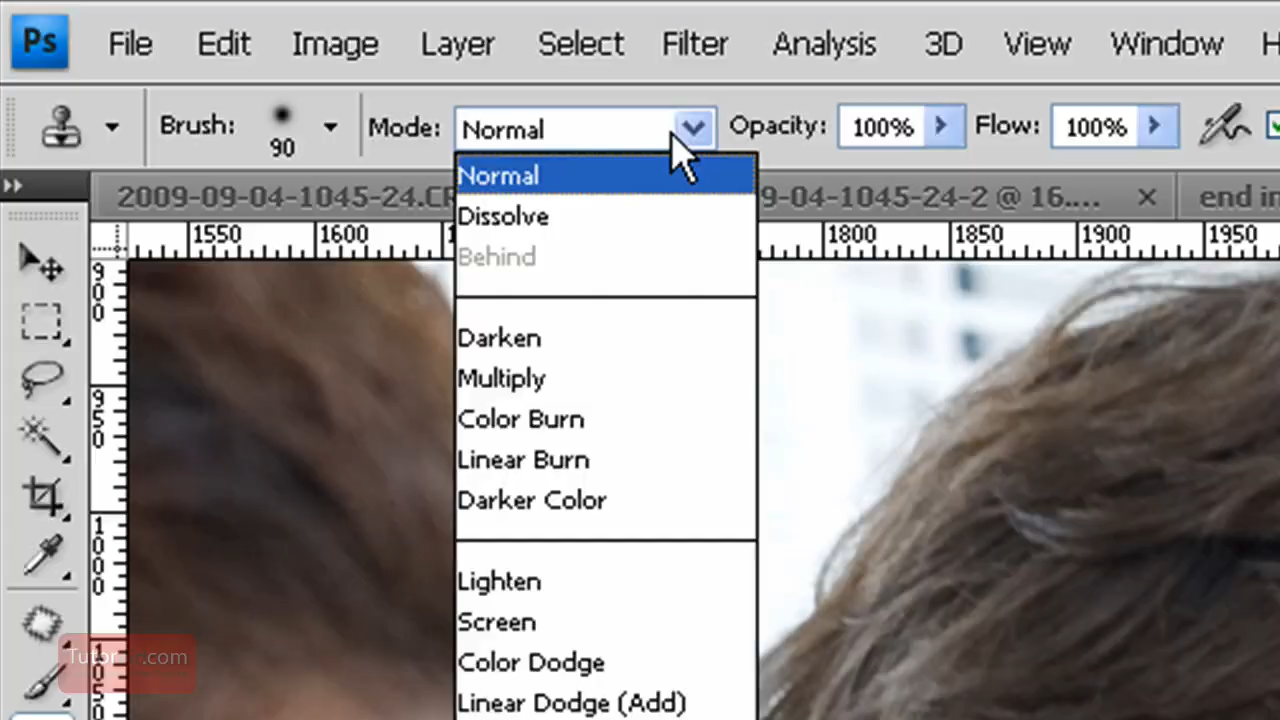 Ps File Edit Image Layer Select Filter Analysis 3D View Window H
Brush: 90 Mode: Normal Opacity: 100% Flow: 100%
2009-09-04-1045-24.CR 9-04-1045-24-2 @ 16.... × end in
1550 1600 1800 1850 1900 1950
Normal
Dissolve
Behind
900
Darken
Multiply
950
Color Burn
Linear Burn
Darker Color
1000
Lighten
Screen
Color Dodge
Linear Dodge (Add)